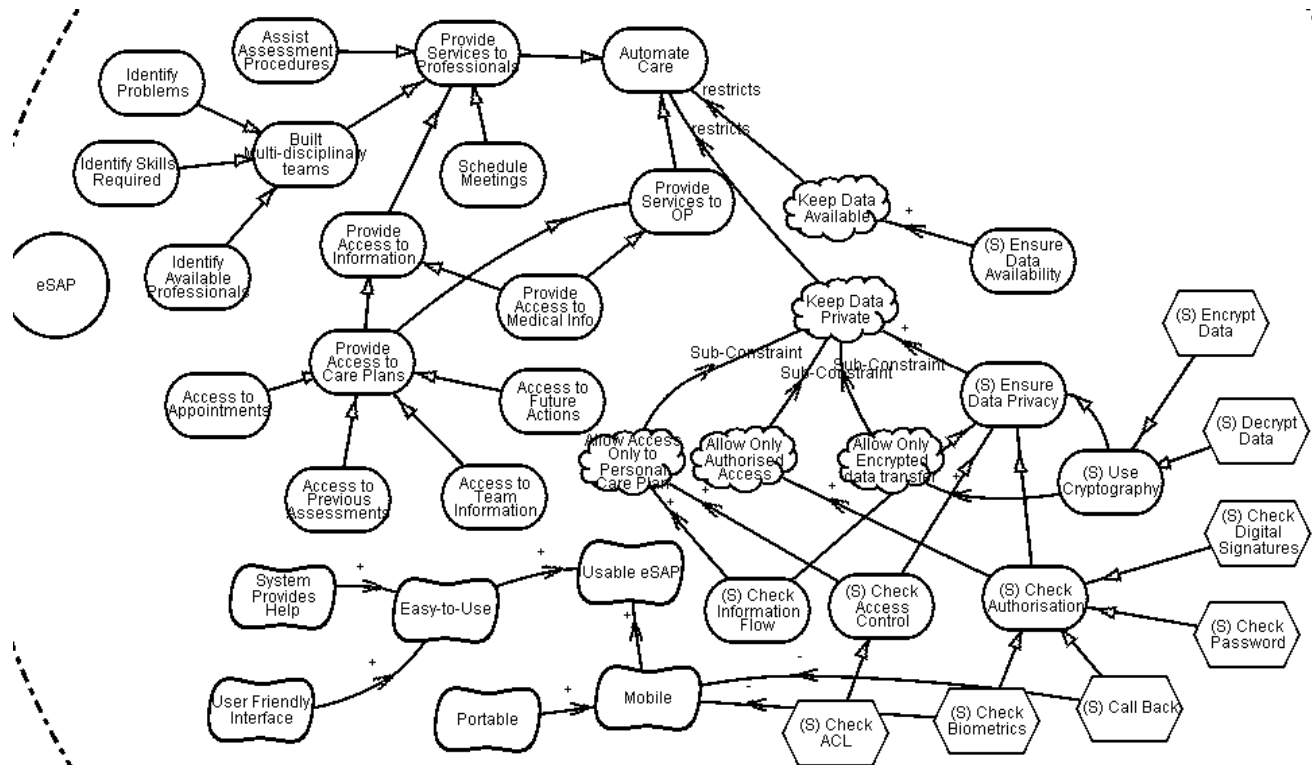 Assist
Assessment
Procedures
Provide
Services to
Professionals
Automate
Care
Identify
Problems
restricts
restricts
Built
Multi-disciplinary
teams
Identify Skills
Required
Schedule
Meetings
Provide
Services to
OP
Keep Data
Available
+
(S) Ensure
Data
Availability
Provide
Access to
Information
eSAP
Identify
Available
Professionals
Provide
Access to
Medical Info
Keep Data
Private
+
(S) Encrypt
Data
Provide
Access to
Care Plans
Sub-Constraint
Sub-Constraint
Sub-Constraint
(S) Ensure
Data Privacy
Access to
Appointments
Access to
Future
Actions
(S) Decrypt
Data
Allow Access
Only to
Personal
Care Plan
Allow Only
Authorised
Access
Allow Only
Encrypted
data transfer
(S) Use
Cryptography
Access to
Previous
Assessments
Access to
Team
Information
+
+
+
+
(S) Check
Digital
Signatures
System
Provides
Help
+
Easy-to-Use
+
Usable eSAP
(S) Check
Information
Flow
(S) Check
Access
Control
(S) Check
Authorisation
+
(S) Check
Password
+
User Friendly
Interface
-
-
Portable
+
Mobile
(S) Check
ACL
(S) Check
Biometrics
(S) Call Back